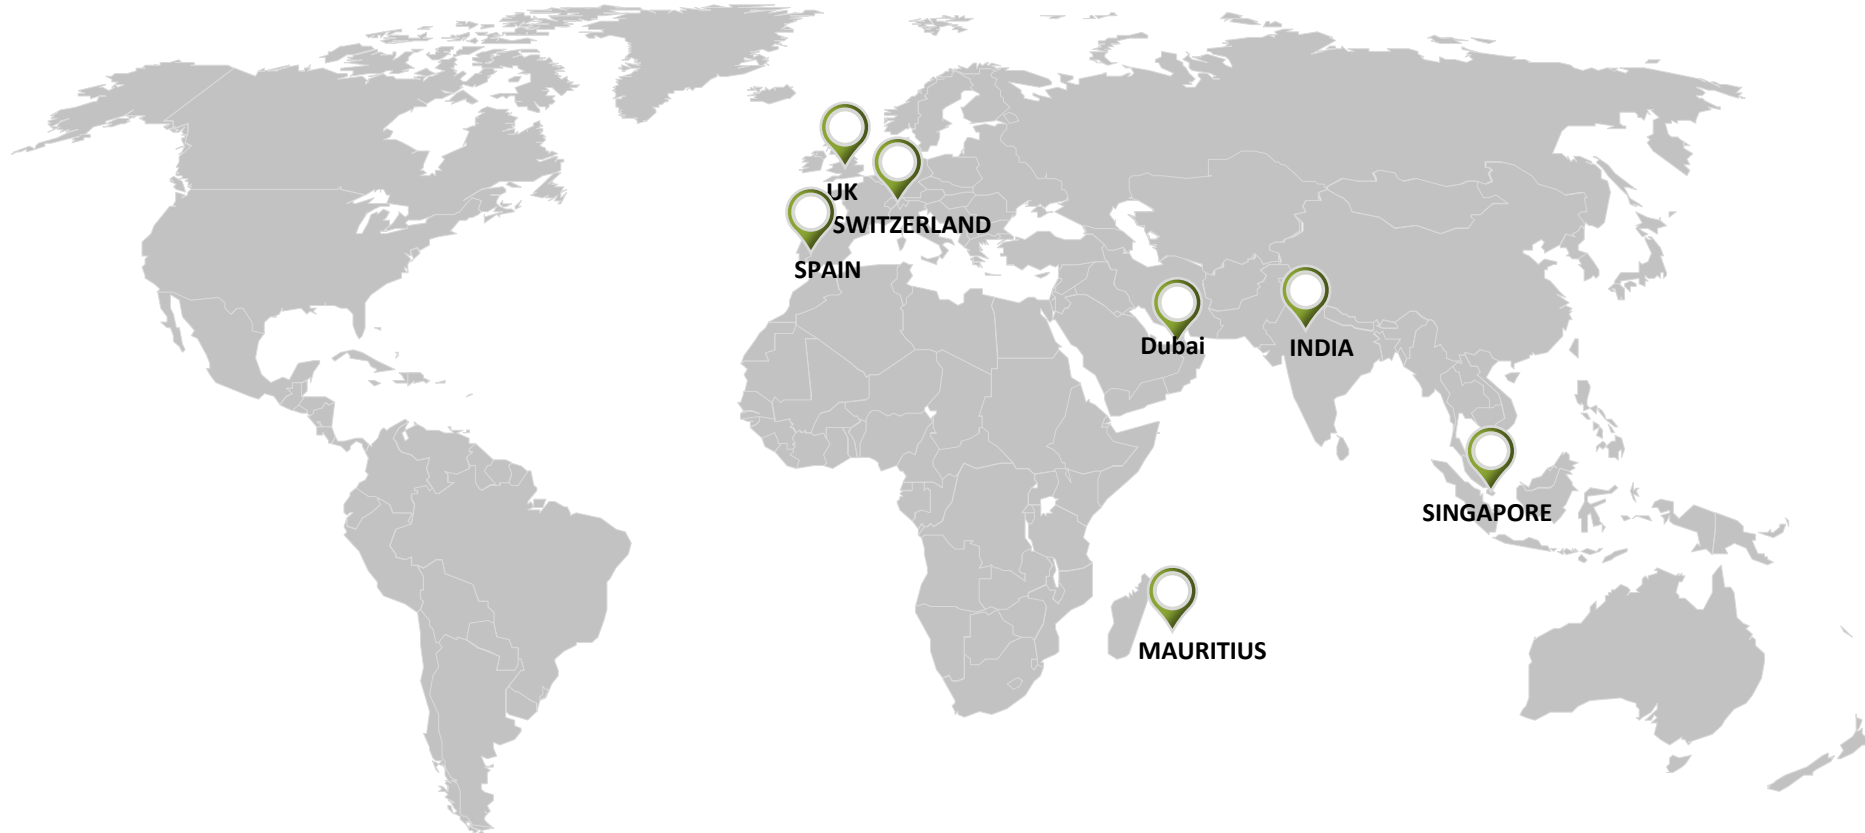 UK
SWITZERLAND
SPAIN
Dubai
INDIA
SINGAPORE
MAURITIUS